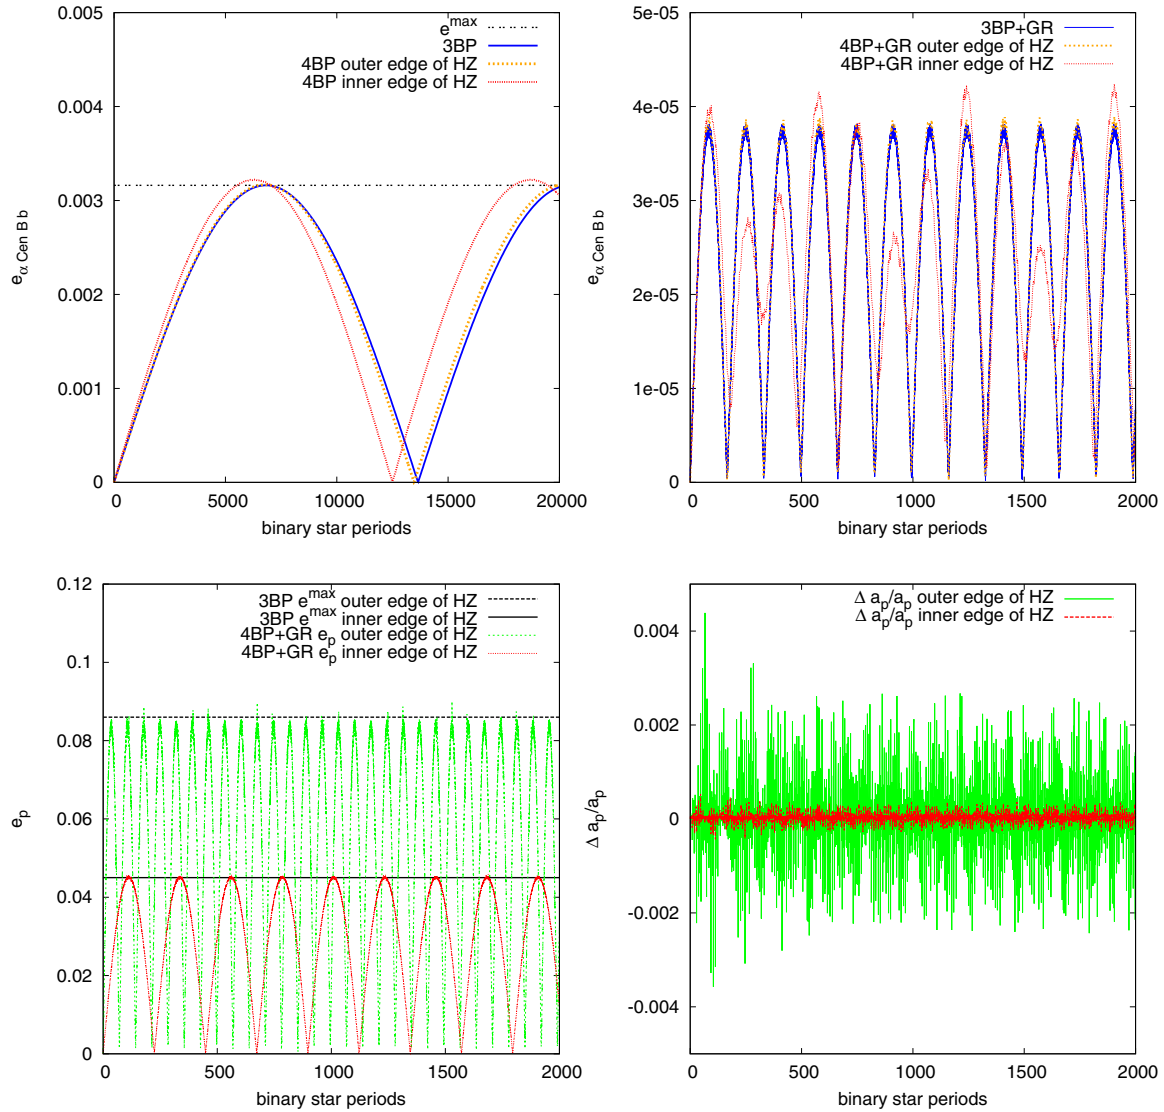 0.005
0.004
0.003
0.002
0.001
0
e α Cen B b
e^max
3BP
4BP outer edge of HZ
4BP inner edge of HZ
0 5000 10000 15000 20000
binary star periods
5e-05
4e-05
3e-05
2e-05
1e-05
0
e α Cen B b
3BP+GR
4BP+GR outer edge of HZ
4BP+GR inner edge of HZ
0 500 1000 1500 2000
binary star periods
0.12
0.1
0.08
0.06
0.04
0.02
0
e_p
3BP e^max outer edge of HZ
3BP e^max inner edge of HZ
4BP+GR e_p outer edge of HZ
4BP+GR e_p inner edge of HZ
0 500 1000 1500 2000
binary star periods
0.004
0.002
0
-0.002
-0.004
Δ a_p/a_p
Δ a_p/a_p outer edge of HZ
Δ a_p/a_p inner edge of HZ
0 500 1000 1500 2000
binary star periods